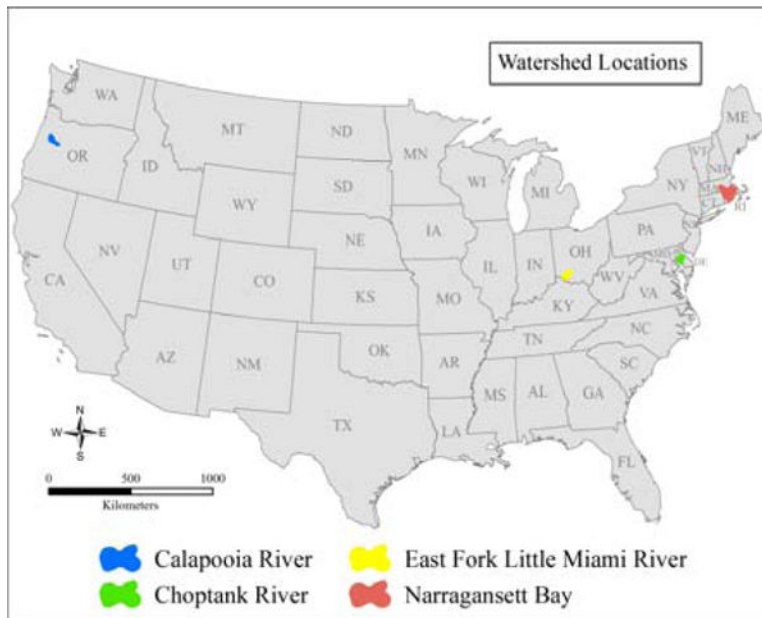 Watershed Locations
WA
MT
ND
MN
ME
VT
NH
OR
ID
SD
WI
MI
NY
MA
CT
RI
WY
IA
PA
NE
NV
UT
IL
IN
OH
DE
CA
CO
KS
MO
WV
VA
KY
NC
TN
AZ
NM
OK
AR
SC
MS
AL
GA
TX
LA
FL
N
W E
S
0 500 1000
Kilometers
Calapooia River
East Fork Little Miami River
Choptank River
Narragansett Bay